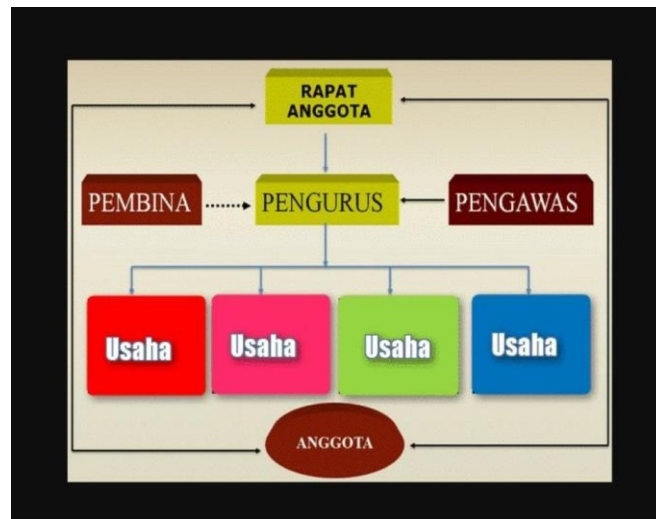 RAPAT
ANGGOTA
PEMBINA
PENGURUS
PENGAWAS
Usaha
Usaha
Usaha
Usaha
ANGGOTA